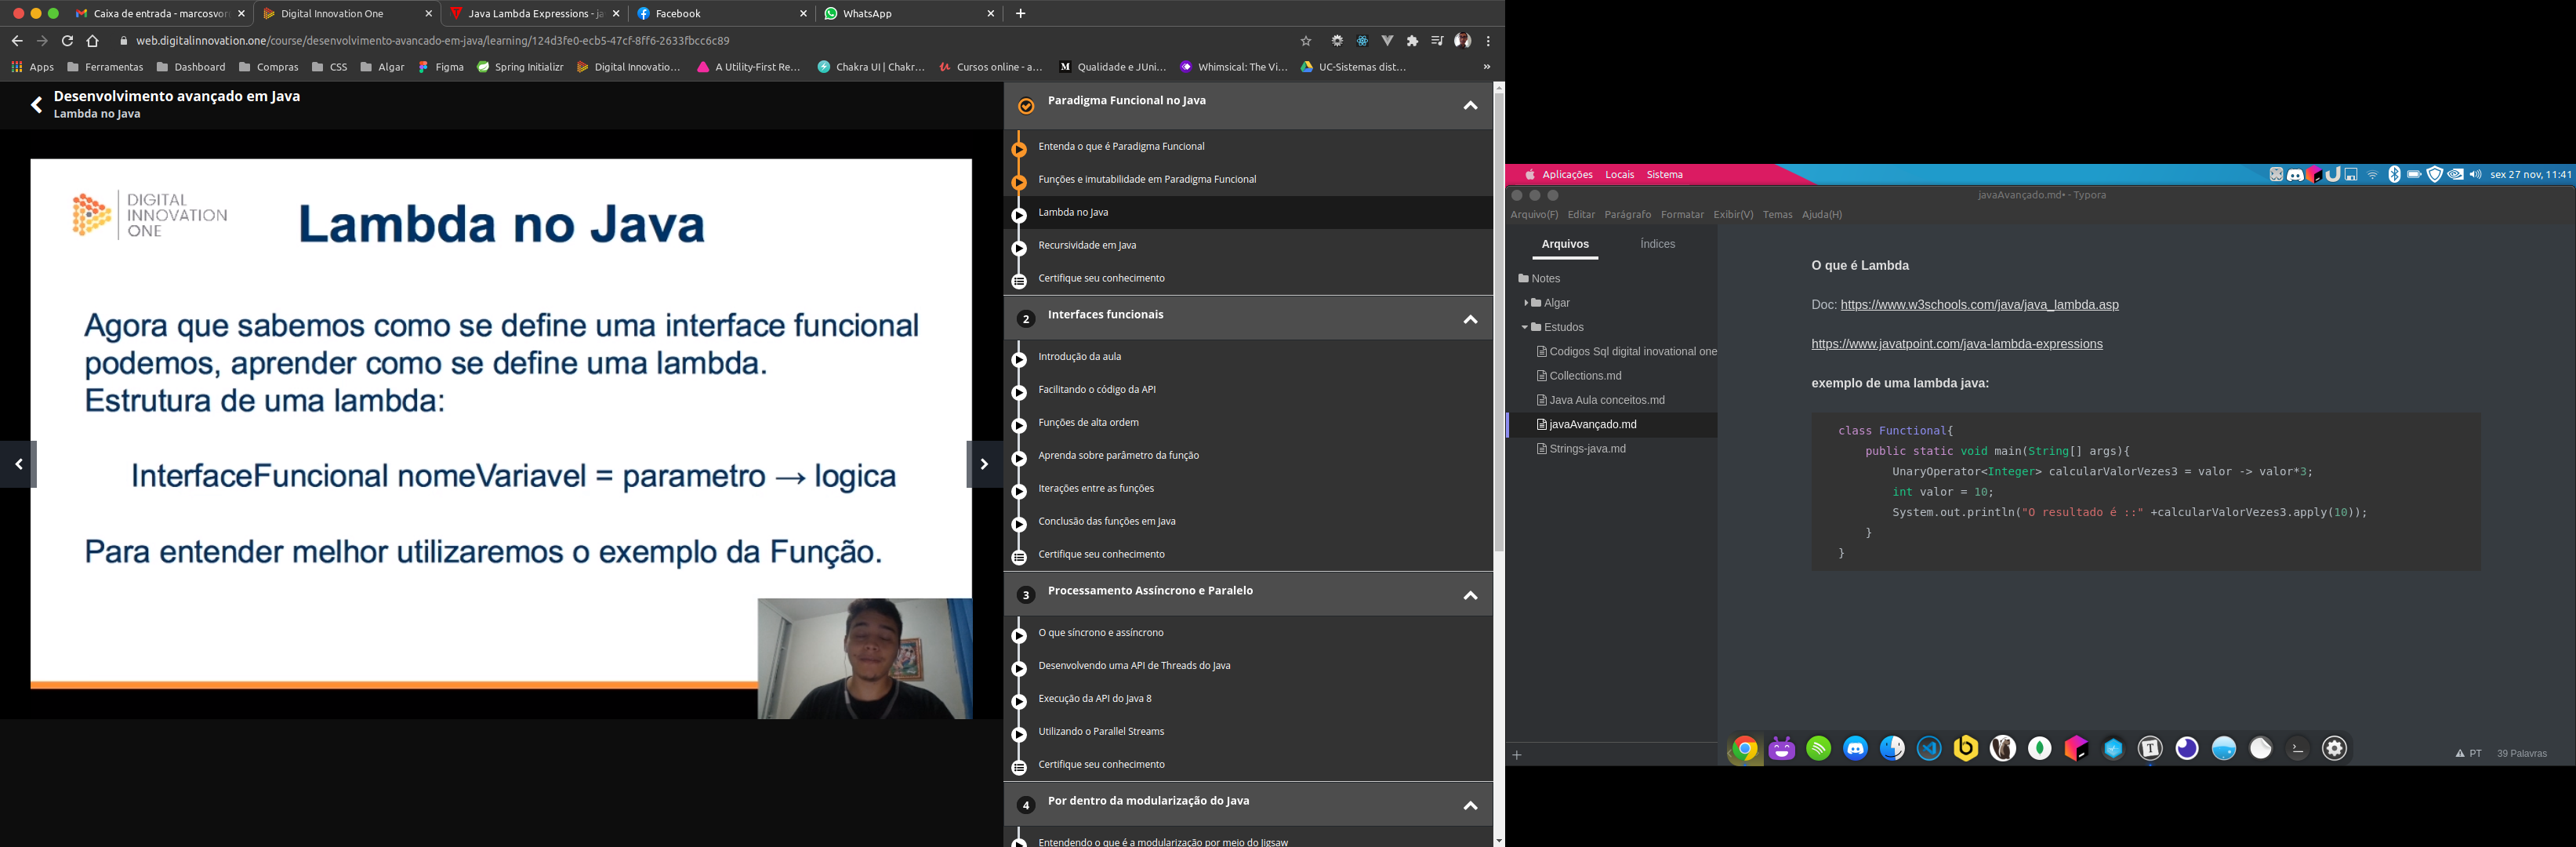 Caixa de entrada - marcosvor
Digital Innovation One
Java Lambda Expressions - ja
Facebook
WhatsApp
web.digitalinnovation.one/course/desenvolvimento-avancado-em-java/learning/124d3fe0-ecb5-47cf-8ff6-2633fbcc6c89
Apps Ferramentas Dashboard Compras CSS Algar Figma Spring Initializr Digital Innovatio... A Utility-First Re... Chakra UI | Chakr... Cursos online - a... Qualidade e JUni... Whimsical: The Vi... UC-Sistemas dist... »
Desenvolvimento avançado em Java
Lambda no Java
DIGITAL
INNOVATION
ONE
Lambda no Java
Agora que sabemos como se define uma interface funcional
podemos, aprender como se define uma lambda.
Estrutura de uma lambda:
InterfaceFuncional nomeVariavel = parametro → logica
Para entender melhor utilizaremos o exemplo da Função.
Paradigma Funcional no Java
Entenda o que é Paradigma Funcional
Funções e imutabilidade em Paradigma Funcional
Lambda no Java
Recursividade em Java
Certifique seu conhecimento
2 Interfaces funcionais
Introdução da aula
Facilitando o código da API
Funções de alta ordem
Aprenda sobre parâmetro da função
Iterações entre as funções
Conclusão das funções em Java
Certifique seu conhecimento
3 Processamento Assíncrono e Paralelo
O que síncrono e assíncrono
Desenvolvendo uma API de Threads do Java
Execução da API do Java 8
Utilizando o Parallel Streams
Certifique seu conhecimento
4 Por dentro da modularização do Java
Entendendo o que é a modularização por meio do Jigsaw
Aplicações Locais Sistema
sex 27 nov, 11:41
javaAvançado.md• - Typora
Arquivo(F) Editar Parágrafo Formatar Exibir(V) Temas Ajuda(H)
Arquivos Índices
Notes
Algar
Estudos
Codigos Sql digital inovational one
Collections.md
Java Aula conceitos.md
javaAvançado.md
Strings-java.md
O que é Lambda
Doc: https://www.w3schools.com/java/java_lambda.asp
https://www.javatpoint.com/java-lambda-expressions
exemplo de uma lambda java:
class Functional{
public static void main(String[] args){
UnaryOperator<Integer> calcularValorVezes3 = valor -> valor*3;
int valor = 10;
System.out.println("O resultado é ::" +calcularValorVezes3.apply(10));
}
}
PT 39 Palavras